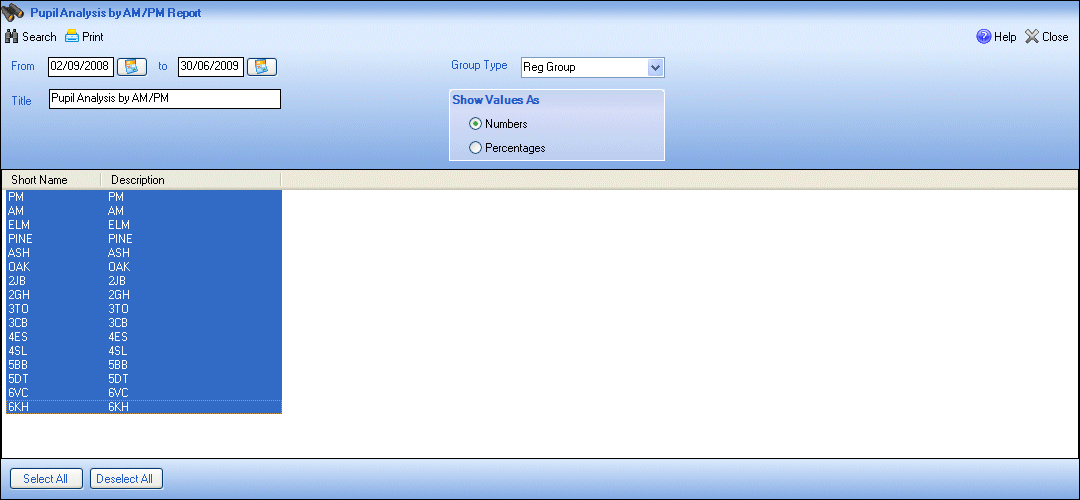 Pupil Analysis by AM/PM Report
Search Print Help Close
From 02/09/2008 to 30/06/2009 Group Type Reg Group
Title Pupil Analysis by AM/PM
Show Values As
Numbers
Percentages
Short Name Description
PM PM
AM AM
ELM ELM
PINE PINE
ASH ASH
OAK OAK
2JB 2JB
2GH 2GH
3TO 3TO
3CB 3CB
4ES 4ES
4SL 4SL
5BB 5BB
5DT 5DT
6VC 6VC
6KH 6KH
Select All Deselect All